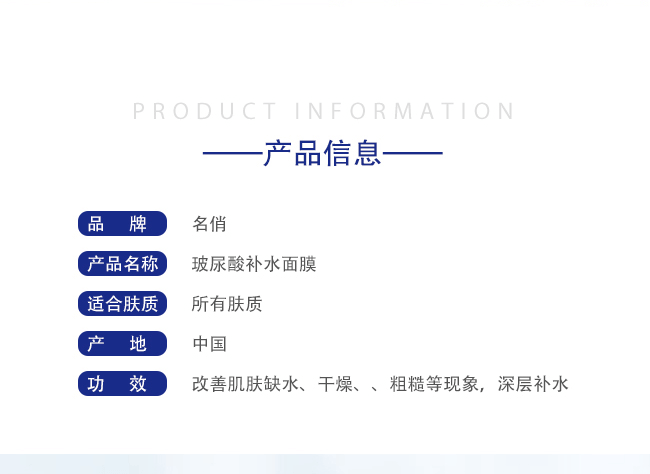 PRODUCT INFORMATION
——产品信息——
品 牌 名俏
产品名称 玻尿酸补水面膜
适合肤质 所有肤质
产 地 中国
功 效 改善肌肤缺水、干燥、、粗糙等现象，深层补水